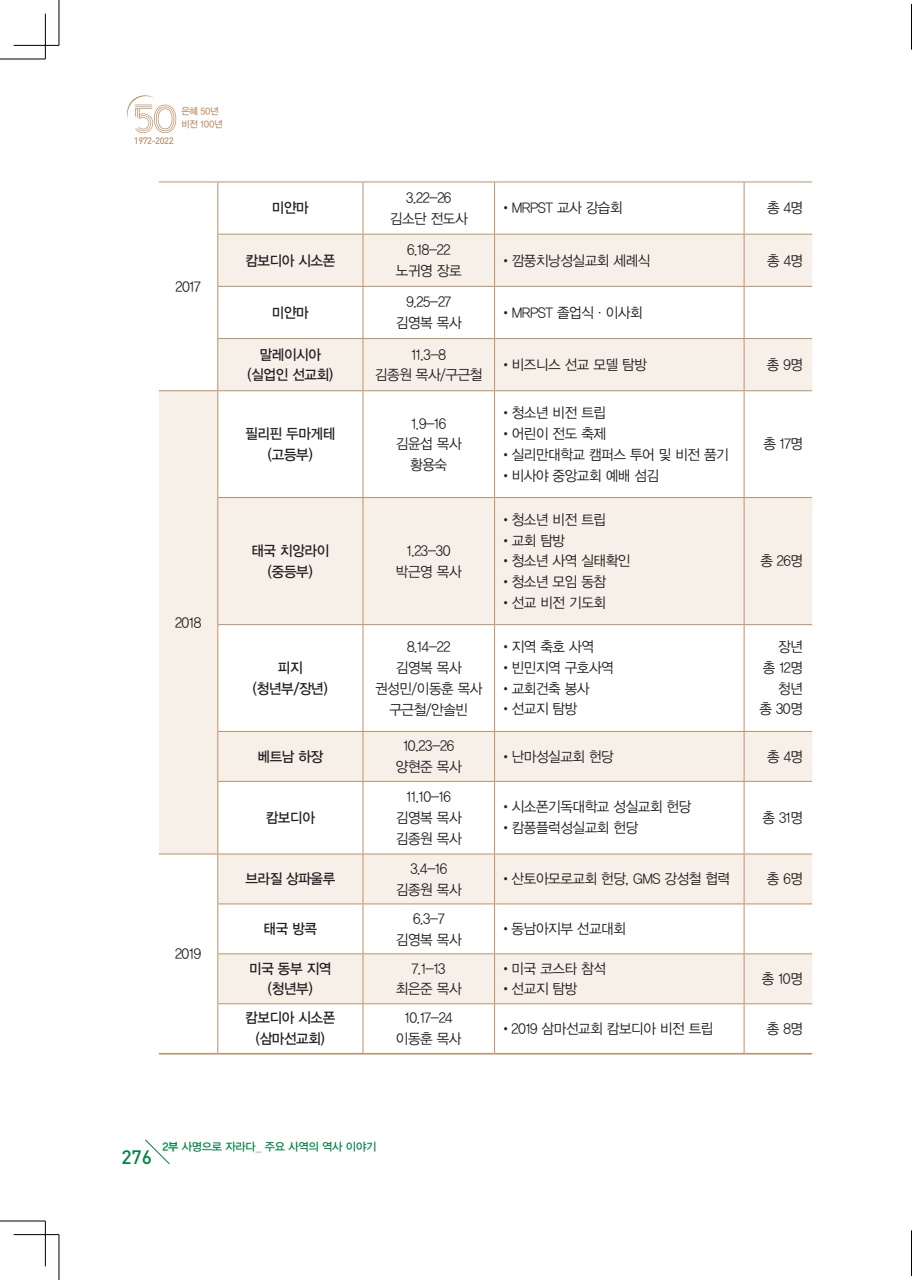 50
은혜 50년
비전 100년
1972-2022
2017
미얀마
3.22-26
김소단 전도사
• MRPST 교사 강습회
총 4명
캄보디아 시소폰
6.18-22
노귀영 장로
• 깜퐁치낭성실교회 세례식
총 4명
미얀마
9.25-27
김영복 목사
• MRPST 졸업식 · 이사회
말레이시아
(실업인 선교회)
11.3-8
김종원 목사/구근철
• 비즈니스 선교 모델 탐방
총 9명
2018
필리핀 두마게테
(고등부)
1.9-16
김윤섭 목사
황용숙
• 청소년 비전 트립
• 어린이 전도 축제
• 실리만대학교 캠퍼스 투어 및 비전 품기
• 비사야 중앙교회 예배 섬김
총 17명
태국 치앙라이
(중등부)
1.23-30
박근영 목사
• 청소년 비전 트립
• 교회 탐방
• 청소년 사역 실태확인
• 청소년 모임 동참
• 선교 비전 기도회
총 26명
피지
(청년부/장년)
8.14-22
김영복 목사
권성민/이동훈 목사
구근철/안솔빈
• 지역 축호 사역
• 빈민지역 구호사역
• 교회건축 봉사
• 선교지 탐방
장년
총 12명
청년
총 30명
베트남 하장
10.23-26
양현준 목사
• 난마성실교회 헌당
총 4명
캄보디아
11.10-16
김영복 목사
김종원 목사
• 시소폰기독대학교 성실교회 헌당
• 캄퐁플럭성실교회 헌당
총 31명
2019
브라질 상파울루
3.4-16
김종원 목사
• 산토아모로교회 헌당, GMS 강성철 협력
총 6명
태국 방콕
6.3-7
김영복 목사
• 동남아지부 선교대회
미국 동부 지역
(청년부)
7.1-13
최은준 목사
• 미국 코스타 참석
• 선교지 탐방
총 10명
캄보디아 시소폰
(삼마선교회)
10.17-24
이동훈 목사
• 2019 삼마선교회 캄보디아 비전 트립
총 8명
276
2부 사명으로 자라다_ 주요 사역의 역사 이야기